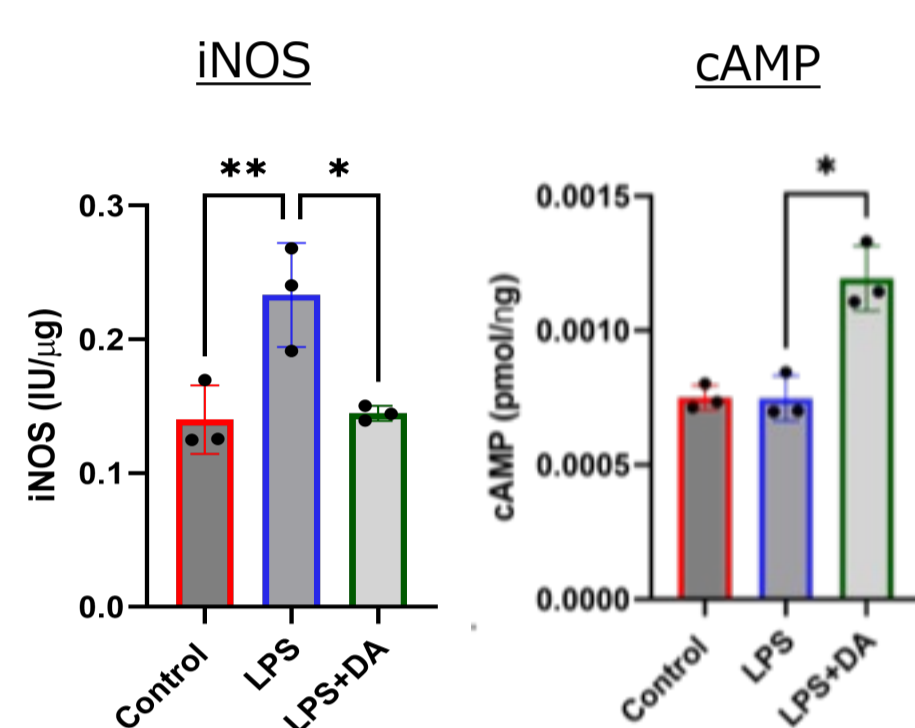 iNOS
** *
iNOS (IU/μg)
0.3
0.2
0.1
0.0
Control
LPS
LPS+DA
cAMP
*
cAMP (pmol/ng)
0.0015
0.0010
0.0005
0.0000
Control
LPS
LPS+DA